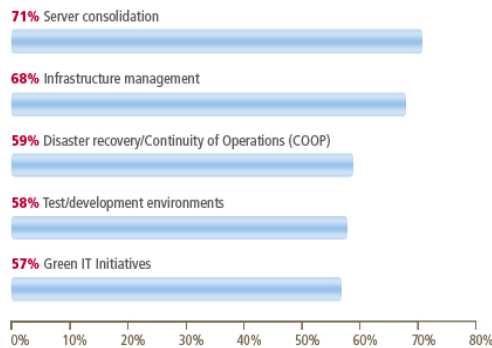 71% Server consolidation
68% Infrastructure management
59% Disaster recovery/Continuity of Operations (COOP)
58% Test/development environments
57% Green IT Initiatives
0% 10% 20% 30% 40% 50% 60% 70% 80%